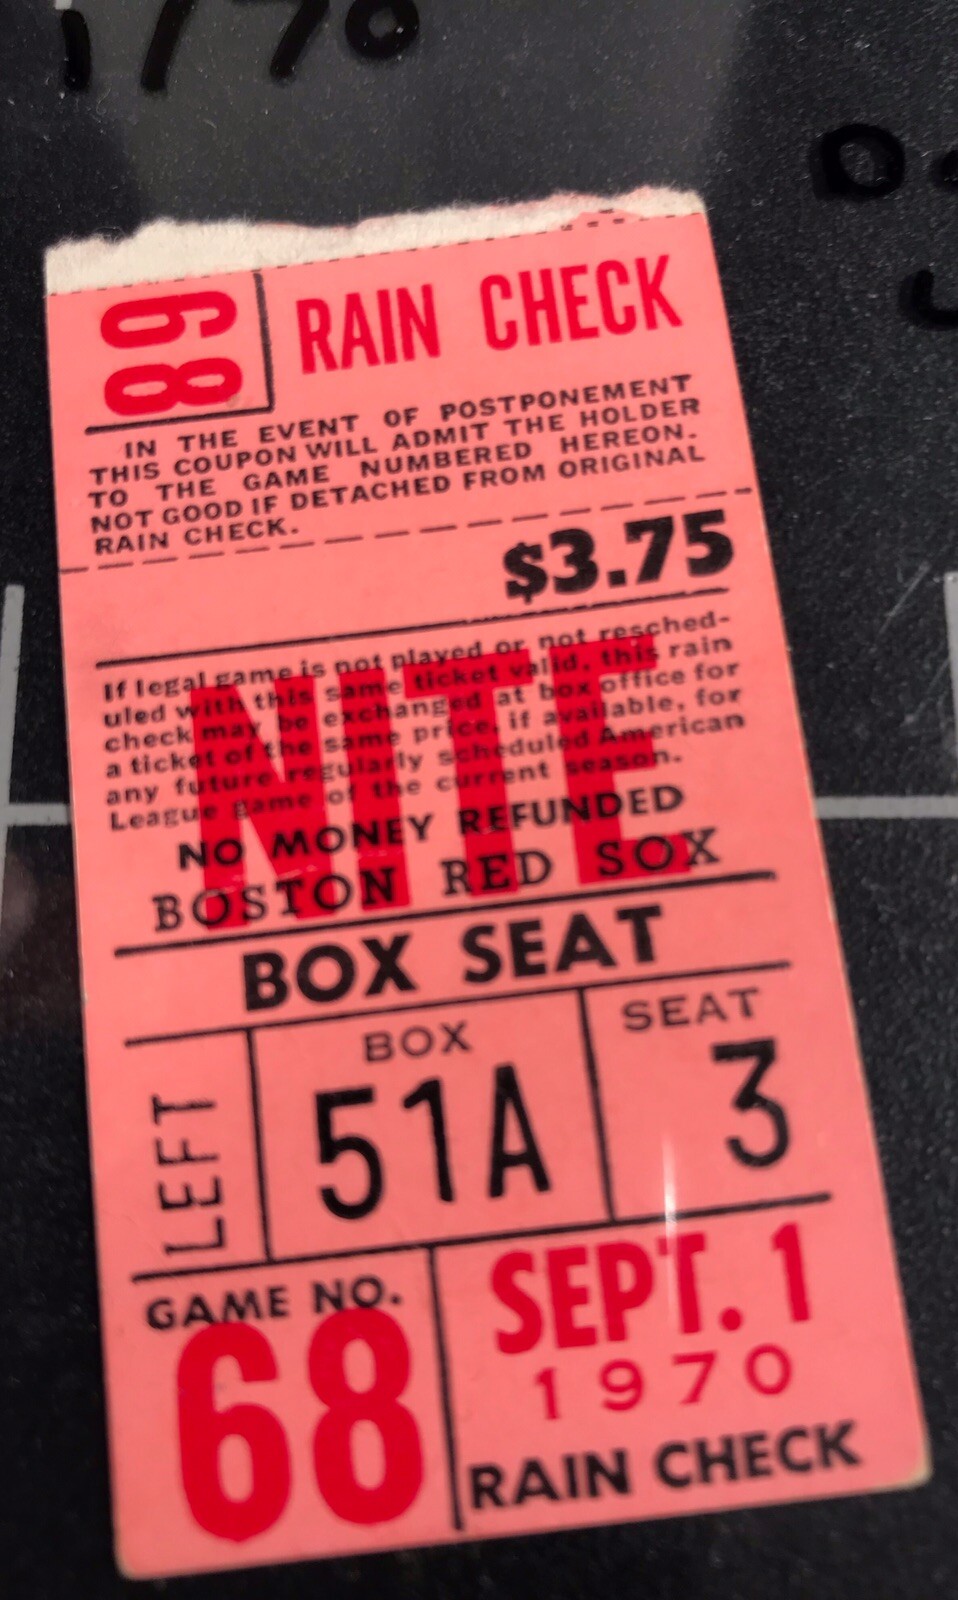 1/70
68
RAIN CHECK
IN THE EVENT OF POSTPONEMENT
THIS COUPON WILL ADMIT THE HOLDER
TO THE GAME NUMBERED HEREON.
NOT GOOD IF DETACHED FROM ORIGINAL
RAIN CHECK.
$3.75
If legal game is not played or not resched-
uled with this same ticket valid, this rain
check may be exchanged at box office for
a ticket of the same price, if available, for
any future regularly scheduled American
League game of the current season.
NITE
NO MONEY REFUNDED
BOSTON RED SOX
BOX SEAT
LEFT
BOX
51A
SEAT
3
GAME NO.
68
SEPT. 1
1970
RAIN CHECK